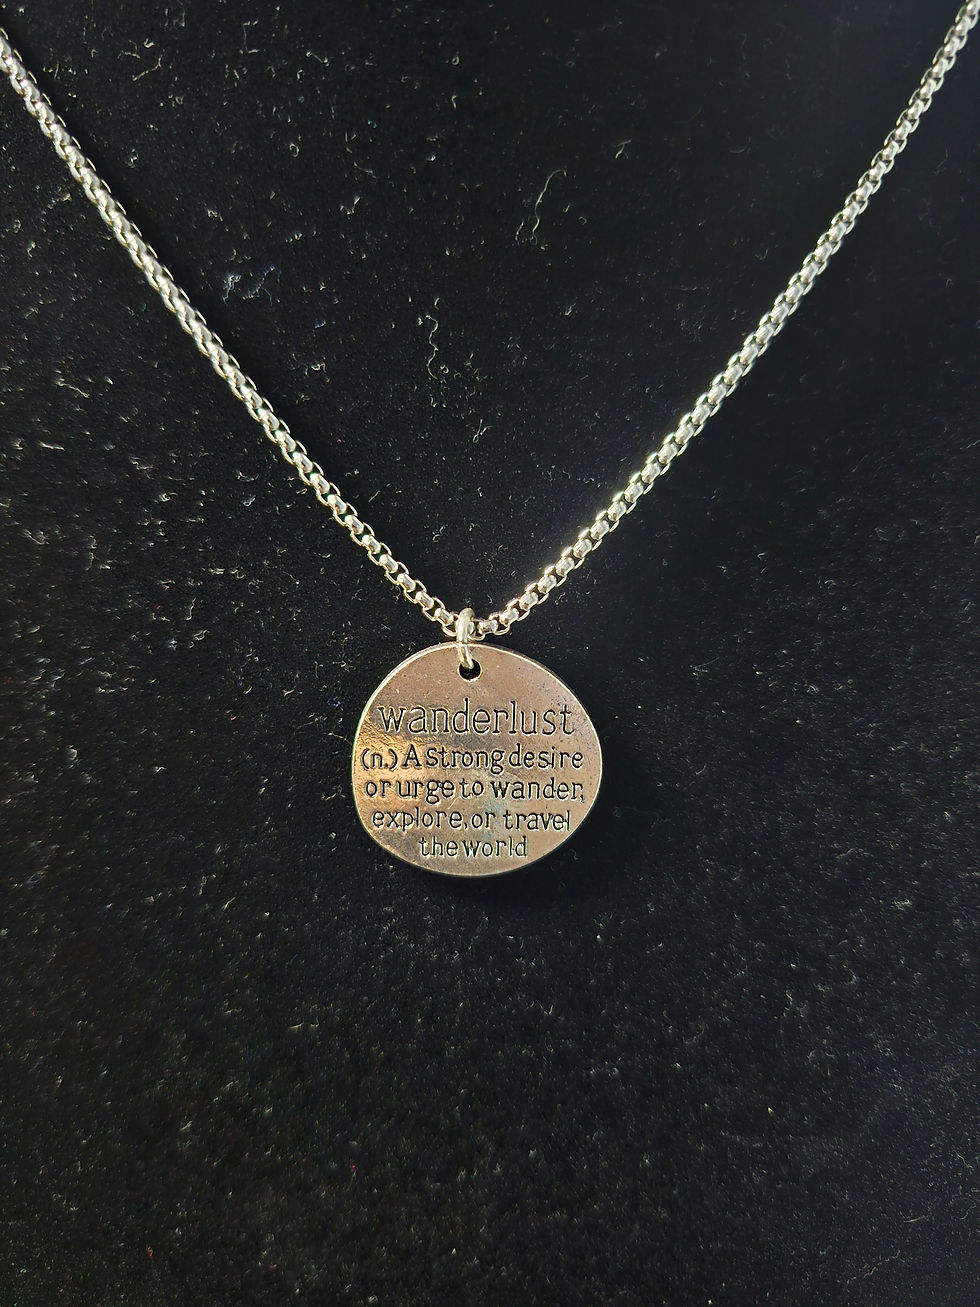 wanderlust
(n.) A Strong desire
or urge to wander,
explore, or travel
the world